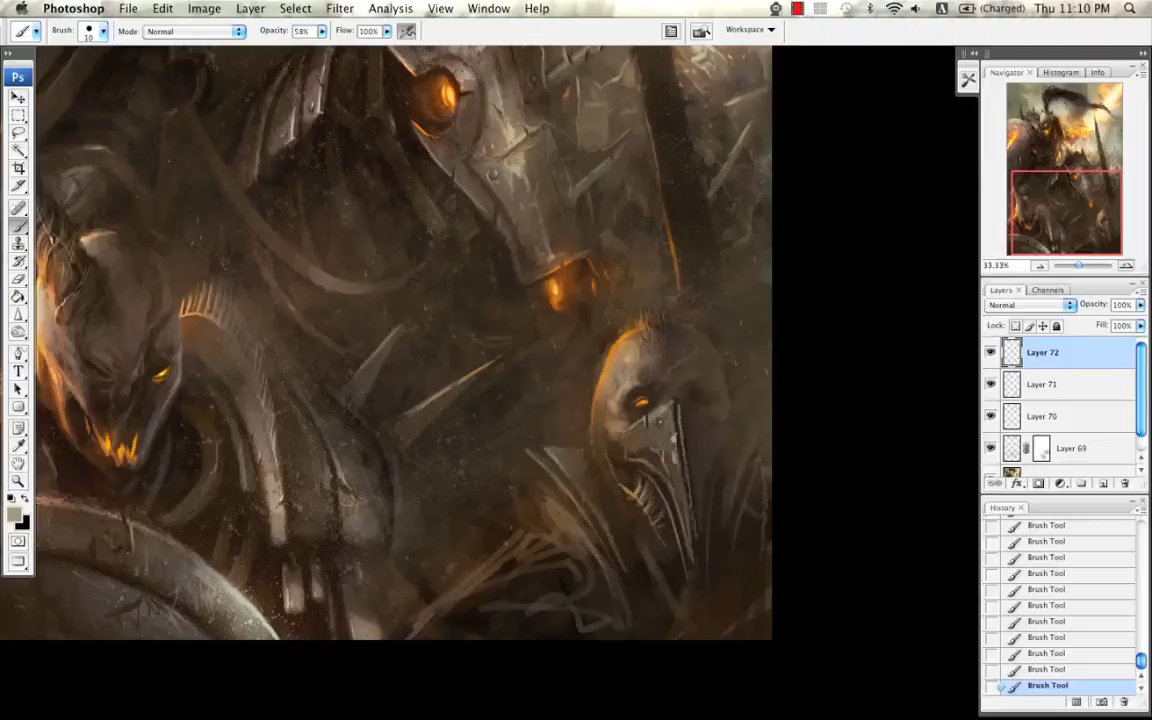 Photoshop File Edit Image Layer Select Filter Analysis View Window Help (Charged) Thu 11:10 PM
Brush: 10 Mode: Normal Opacity: 58% Flow: 100% Workspace
Ps
Navigator × Histogram Info
33.33%
Layers × Channels
Normal Opacity: 100%
Lock: Fill: 100%
Layer 72
Layer 71
Layer 70
Layer 69
History ×
Brush Tool
Brush Tool
Brush Tool
Brush Tool
Brush Tool
Brush Tool
Brush Tool
Brush Tool
Brush Tool
Brush Tool
Brush Tool